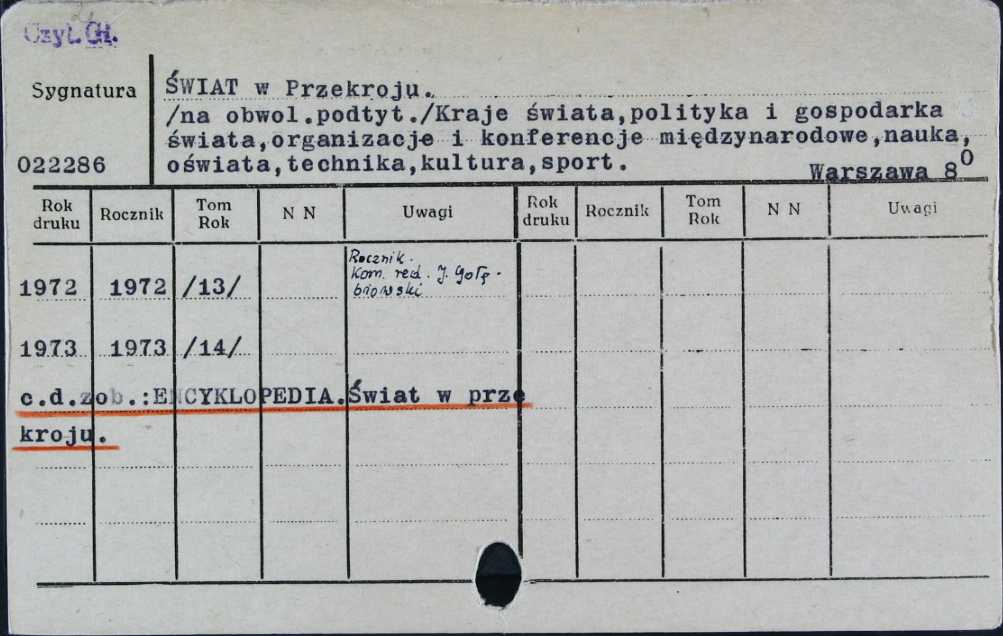 Czyt. Gł.
Sygnatura
022286
ŚWIAT w Przekroju.
/na obwol.podtyt./Kraje świata,polityka i gospodarka
świata,organizacje i konferencje międzynarodowe,nauka,
oświata,technika,kultura,sport.
Warszawa 8⁰
Rok druku Rocznik Tom Rok N N Uwagi Rok druku Rocznik Tom Rok N N Uwagi
Rocznik.
Kom. red. J. Gołę-
1972 1972 /13/ biowski
1973 1973 /14/
c.d.zob.:ENCYKLOPEDIA.Świat w prze
kroju.